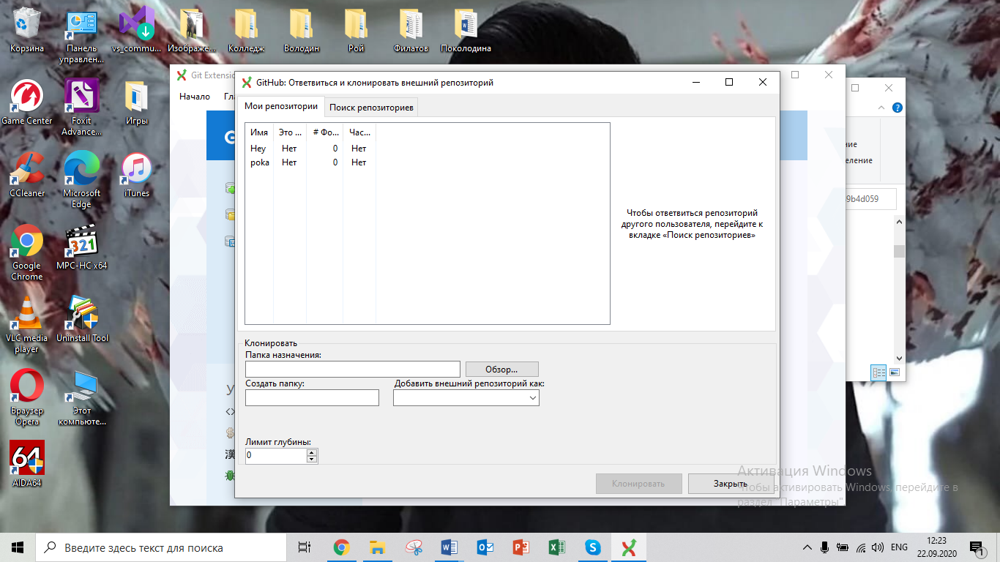 Корзина
Панель управлен...
vs_commu...
Изображе...
Колледж
Володин
Рой
Филатов
Поколодина
Game Center
Foxit Advance...
Игры
CCleaner
Microsoft Edge
iTunes
Google Chrome
MPC-HC x64
VLC media player
Uninstall Tool
Браузер Opera
Этот компьюте...
64
AIDA64
Git Extensio
Начало
Гла
GitHub: Ответвиться и клонировать внешний репозиторий
Мои репозитории
Поиск репозиториев
Имя Это ... # Фо... Час...
Hey Нет 0 Нет
poka Нет 0 Нет
Чтобы ответвиться репозиторий
другого пользователя, перейдите к
вкладке «Поиск репозиториев»
Клонировать
Папка назначения:
Обзор...
Создать папку:
Добавить внешний репозиторий как:
Лимит глубины:
0
Клонировать
Закрыть
ние
еление
9b4d059
Активация Windows
Чтобы активировать Windows, перейдите в
раздел "Параметры".
Введите здесь текст для поиска
ENG
12:23
22.09.2020
1